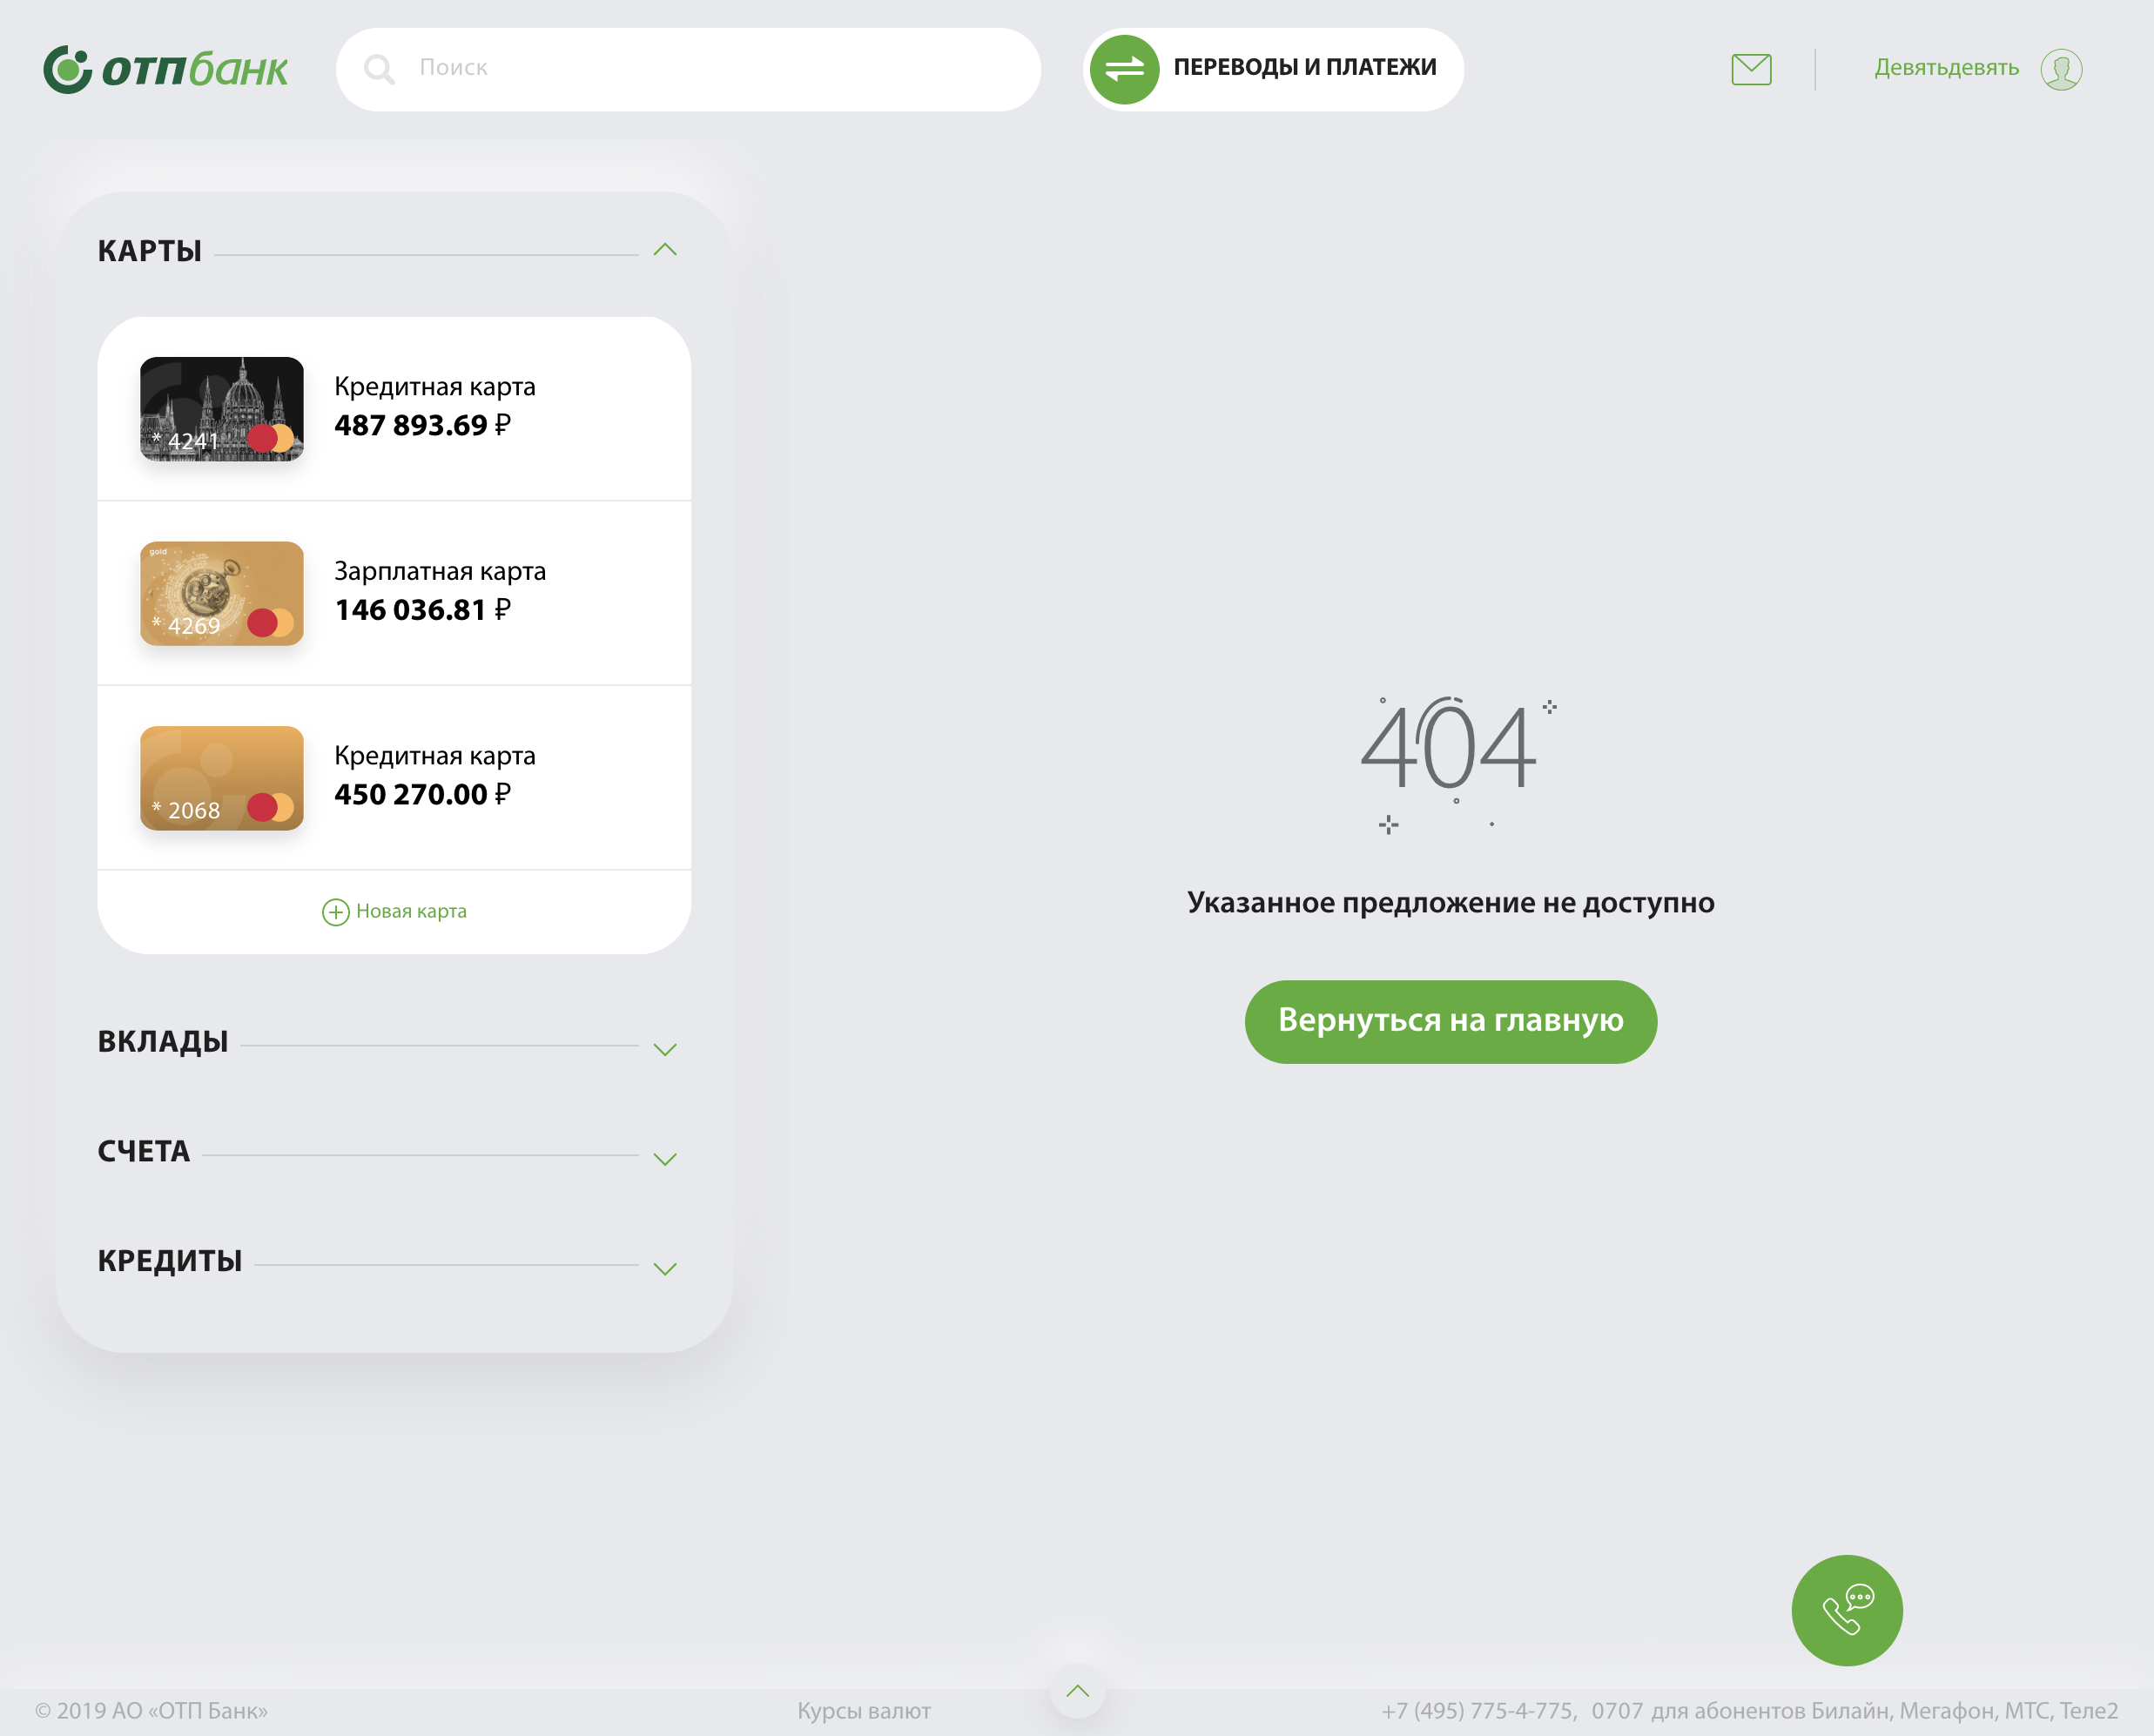 ОТПбанк
Поиск
ПЕРЕВОДЫ И ПЛАТЕЖИ
Девятьдевять
КАРТЫ
* 4241
Кредитная карта
487 893.69 ₽
gold
* 4269
Зарплатная карта
146 036.81 ₽
* 2068
Кредитная карта
450 270.00 ₽
Новая карта
ВКЛАДЫ
СЧЕТА
КРЕДИТЫ
404
Указанное предложение не доступно
Вернуться на главную
© 2019 АО «ОТП Банк»
Курсы валют
+7 (495) 775-4-775, 0707 для абонентов Билайн, Мегафон, МТС, Теле2